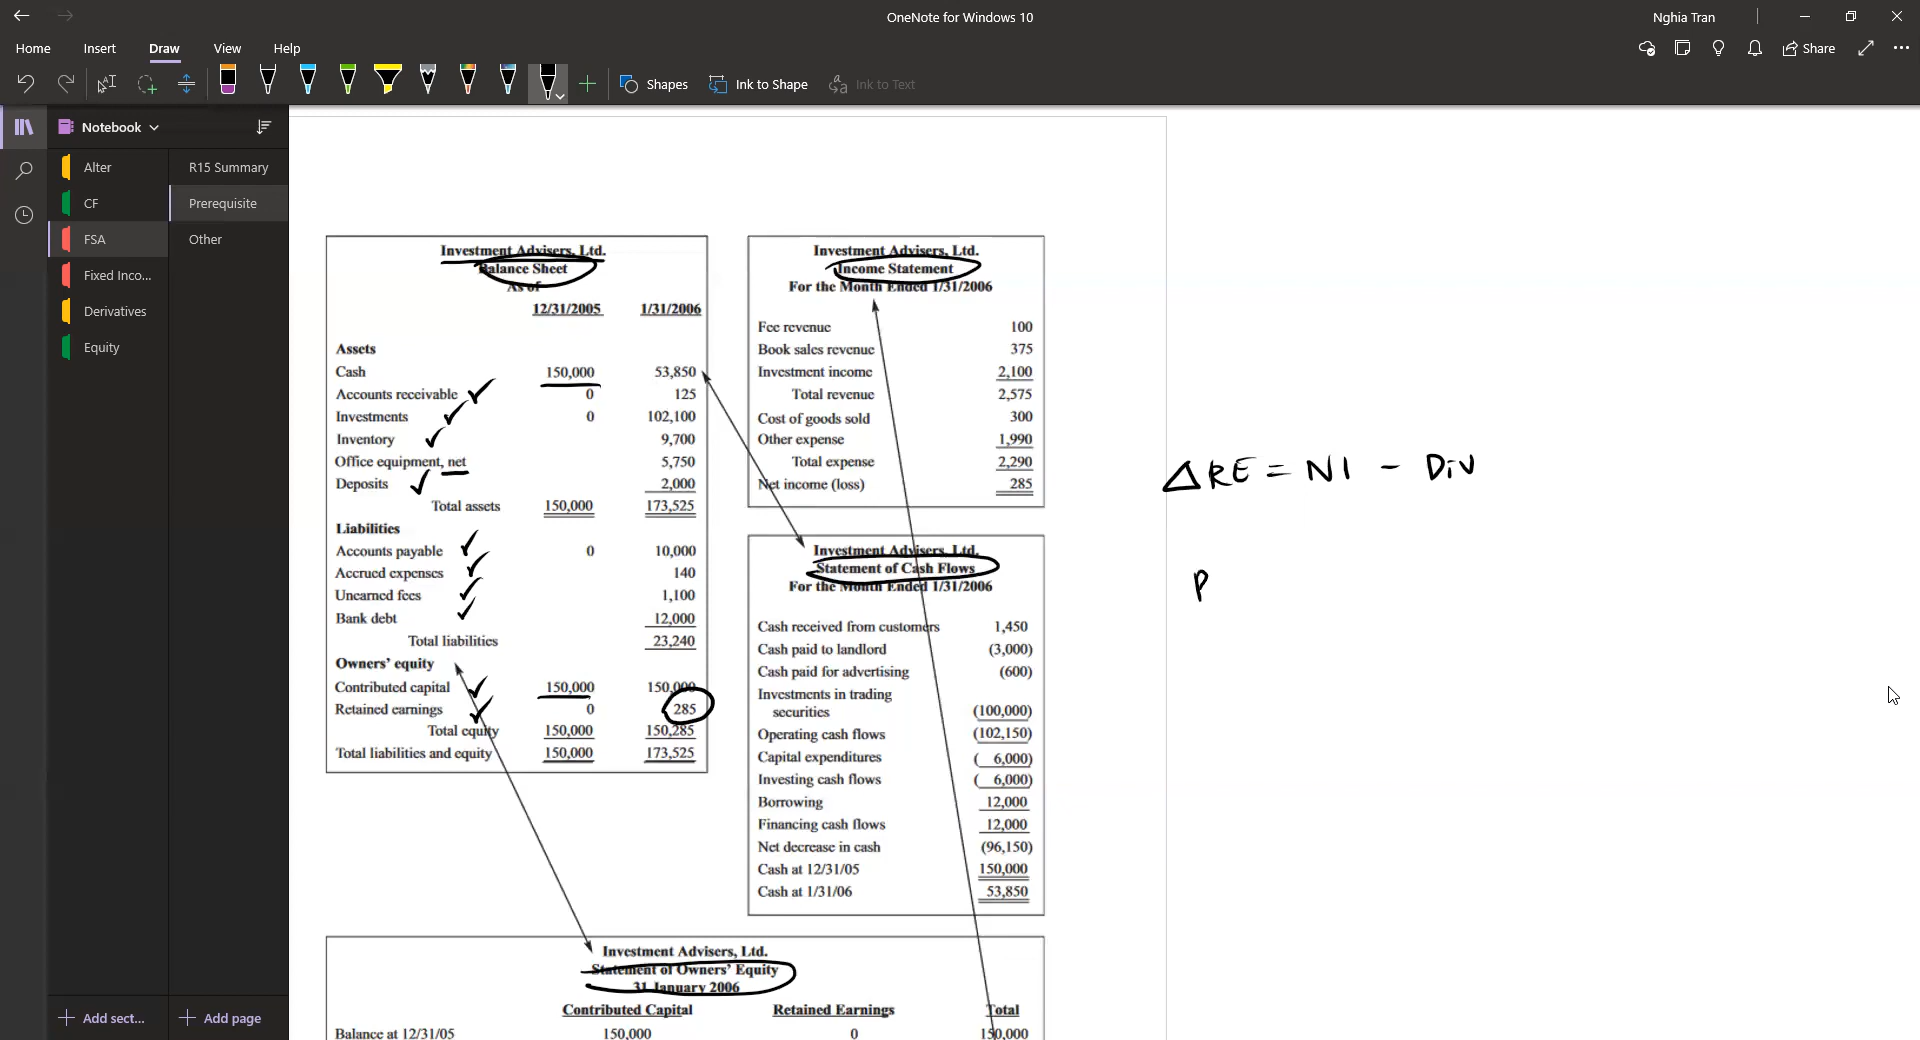 OneNote for Windows 10
Nghia Tran
Home Insert Draw View Help
Share
Shapes
Ink to Shape
Ink to Text
Notebook
Alter
CF
FSA
Fixed Inco...
Derivatives
Equity
R15 Summary
Prerequisite
Other
Investment Advisers, Ltd.
Balance Sheet
As of
12/31/2005 1/31/2006
Assets
Cash 150,000 53,850
Accounts receivable 0 125
Investments 0 102,100
Inventory 9,700
Office equipment, net 5,750
Deposits 2,000
Total assets 150,000 173,525
Liabilities
Accounts payable 0 10,000
Accrued expenses 140
Unearned fees 1,100
Bank debt 12,000
Total liabilities 23,240
Owners' equity
Contributed capital 150,000 150,000
Retained earnings 0 285
Total equity 150,000 150,285
Total liabilities and equity 150,000 173,525
Investment Advisers, Ltd.
Income Statement
For the Month Ended 1/31/2006
Fee revenue 100
Book sales revenue 375
Investment income 2,100
Total revenue 2,575
Cost of goods sold 300
Other expense 1,990
Total expense 2,290
Net income (loss) 285
Investment Advisers, Ltd.
Statement of Cash Flows
For the Month Ended 1/31/2006
Cash received from customers 1,450
Cash paid to landlord (3,000)
Cash paid for advertising (600)
Investments in trading
securities (100,000)
Operating cash flows (102,150)
Capital expenditures ( 6,000)
Investing cash flows ( 6,000)
Borrowing 12,000
Financing cash flows 12,000
Net decrease in cash (96,150)
Cash at 12/31/05 150,000
Cash at 1/31/06 53,850
ΔRE = NI - Div
P
Investment Advisers, Ltd.
Statement of Owners' Equity
31 January 2006
Contributed Capital Retained Earnings Total
Balance at 12/31/05 150,000 0 150,000
Add sect...
Add page